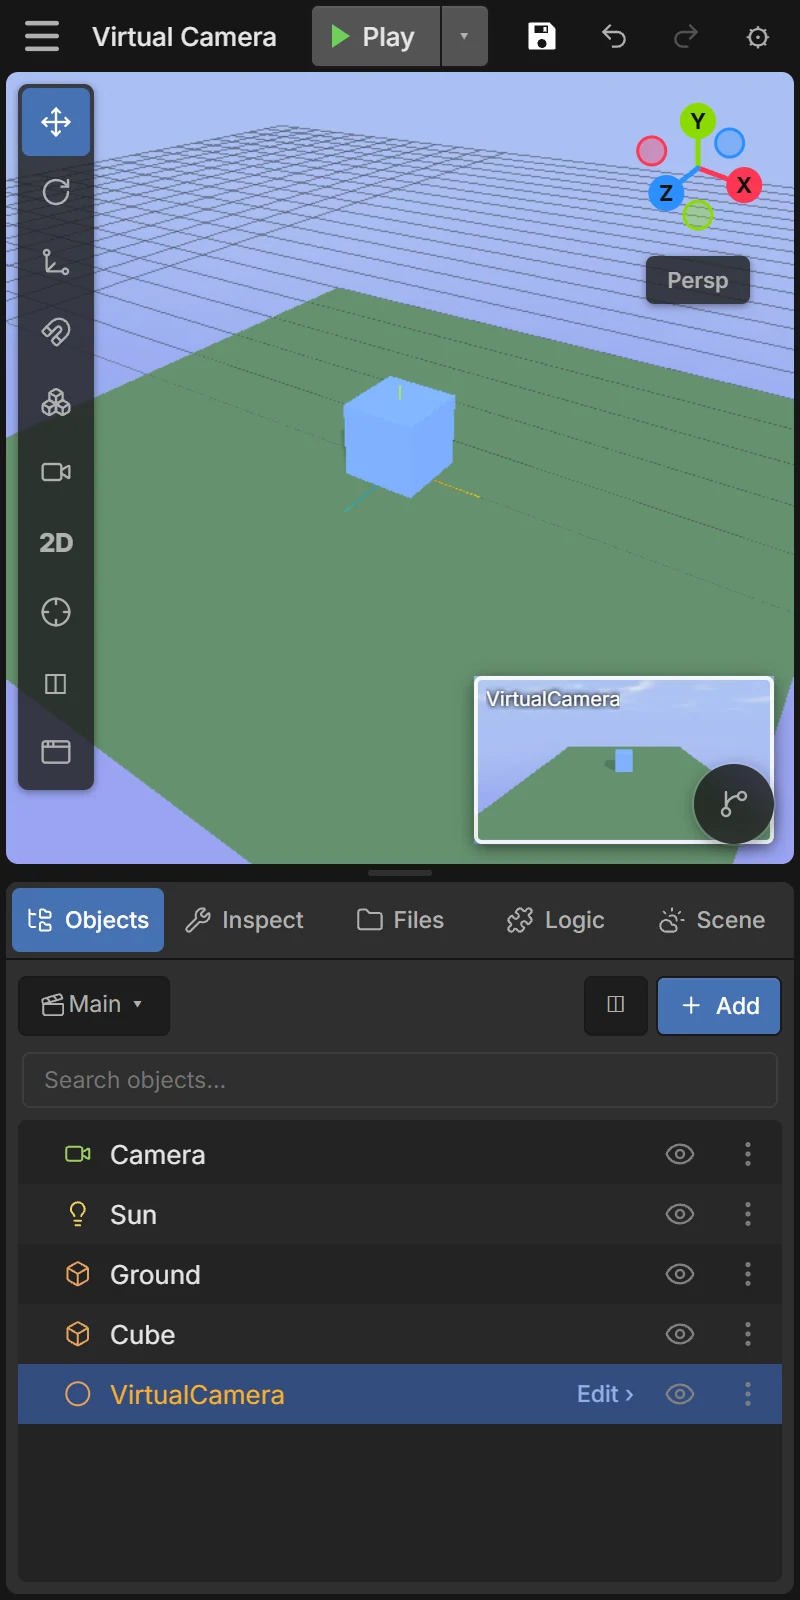 Virtual Camera
Play
Y
X
Z
Persp
2D
VirtualCamera
Objects
Inspect
Files
Logic
Scene
Main
+ Add
Search objects...
Camera
Sun
Ground
Cube
VirtualCamera
Edit ›